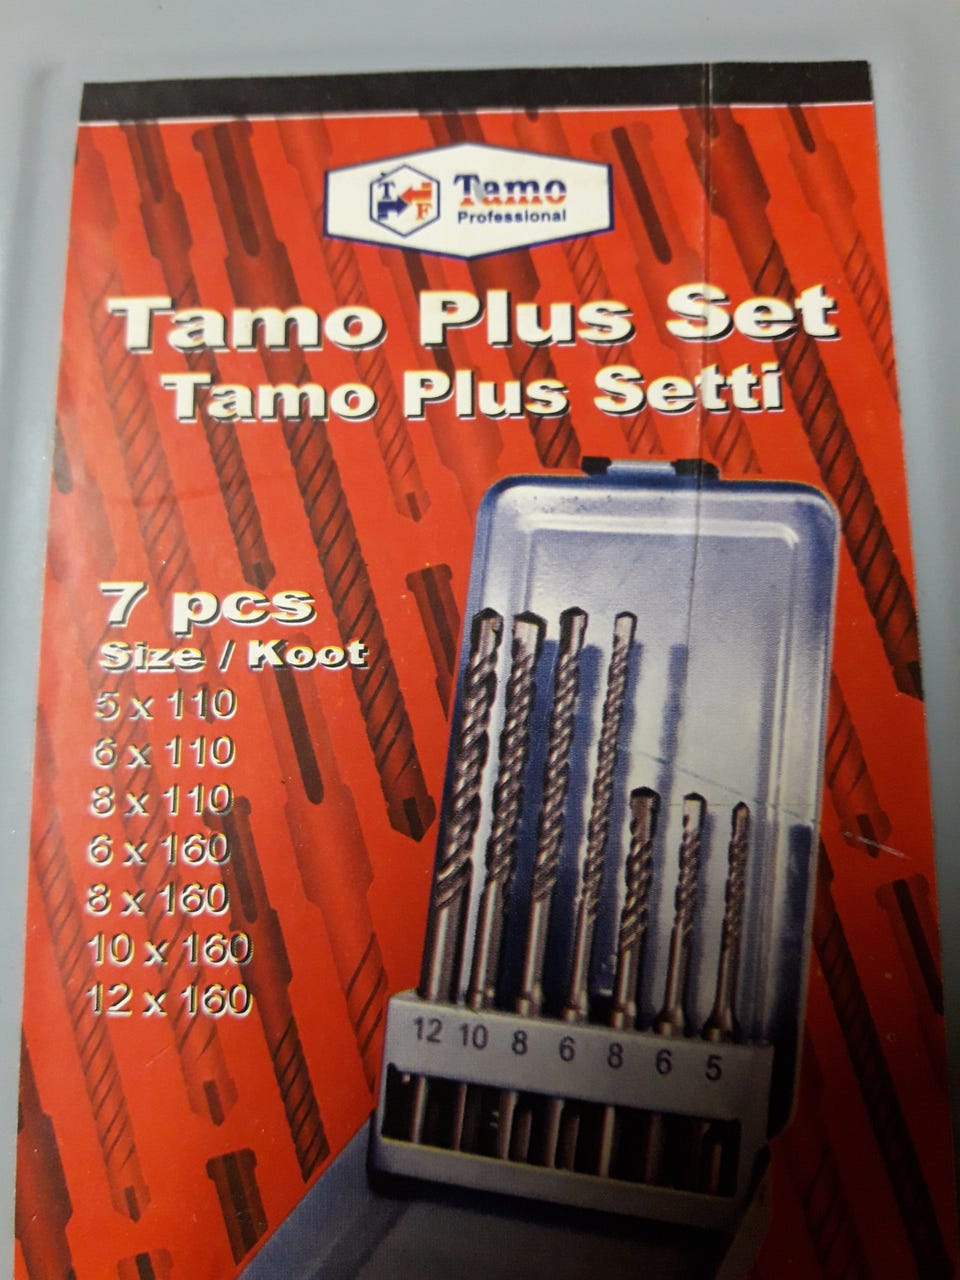 T F
Tamo
Professional
Tamo Plus Set
Tamo Plus Setti
7 pcs
Size / Koot
5 x 110
6 x 110
8 x 110
6 x 160
8 x 160
10 x 160
12 x 160
12 10 8 6 8 6 5